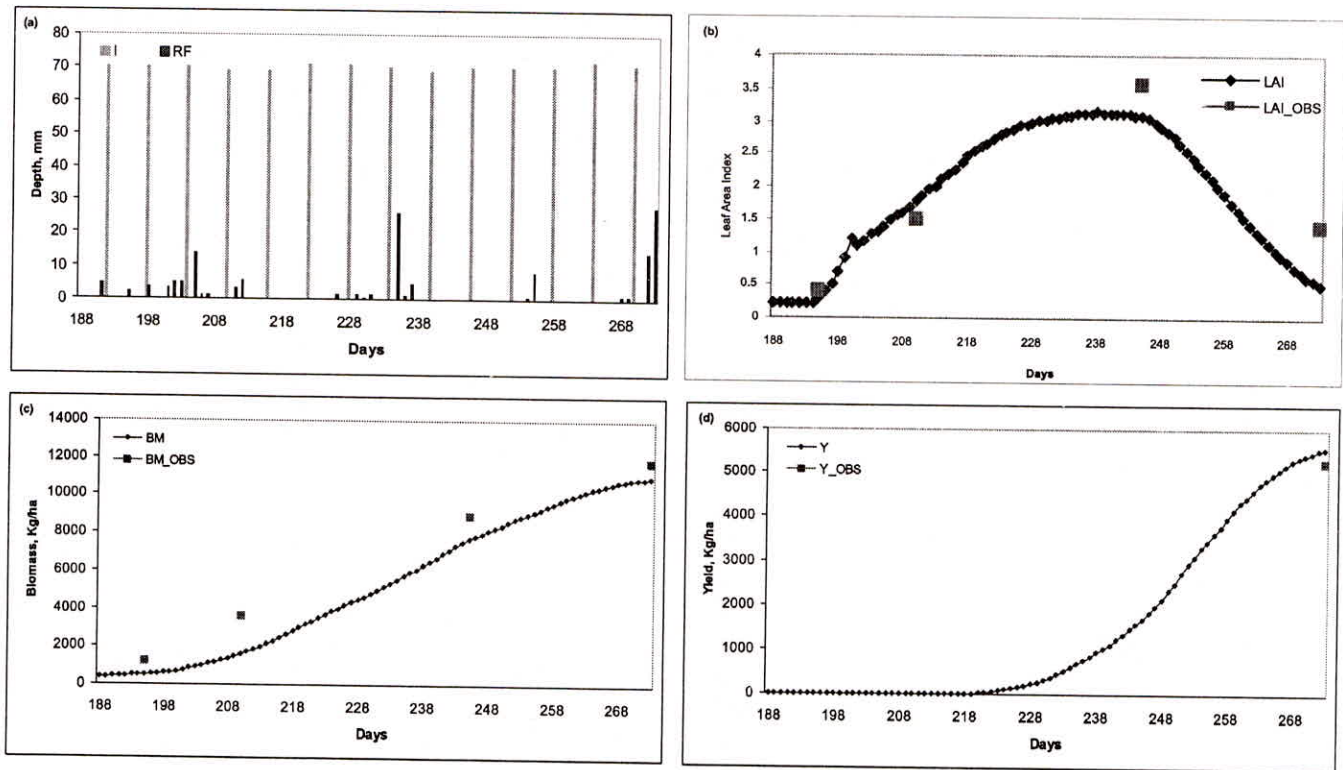 (a)
I RF
Depth, mm
80
70
60
50
40
30
20
10
0
188 198 208 218 228 238 248 258 268
Days
(b)
Leaf Area Index
4
3.5
3
2.5
2
1.5
1
0.5
0
LAI
LAI_OBS
188 198 208 218 228 238 248 258 268
Days
(c)
Biomass, Kg/ha
14000
12000
10000
8000
6000
4000
2000
0
BM
BM_OBS
188 198 208 218 228 238 248 258 268
Days
(d)
Yield, Kg/ha
6000
5000
4000
3000
2000
1000
0
Y
Y_OBS
188 198 208 218 228 238 248 258 268
Days